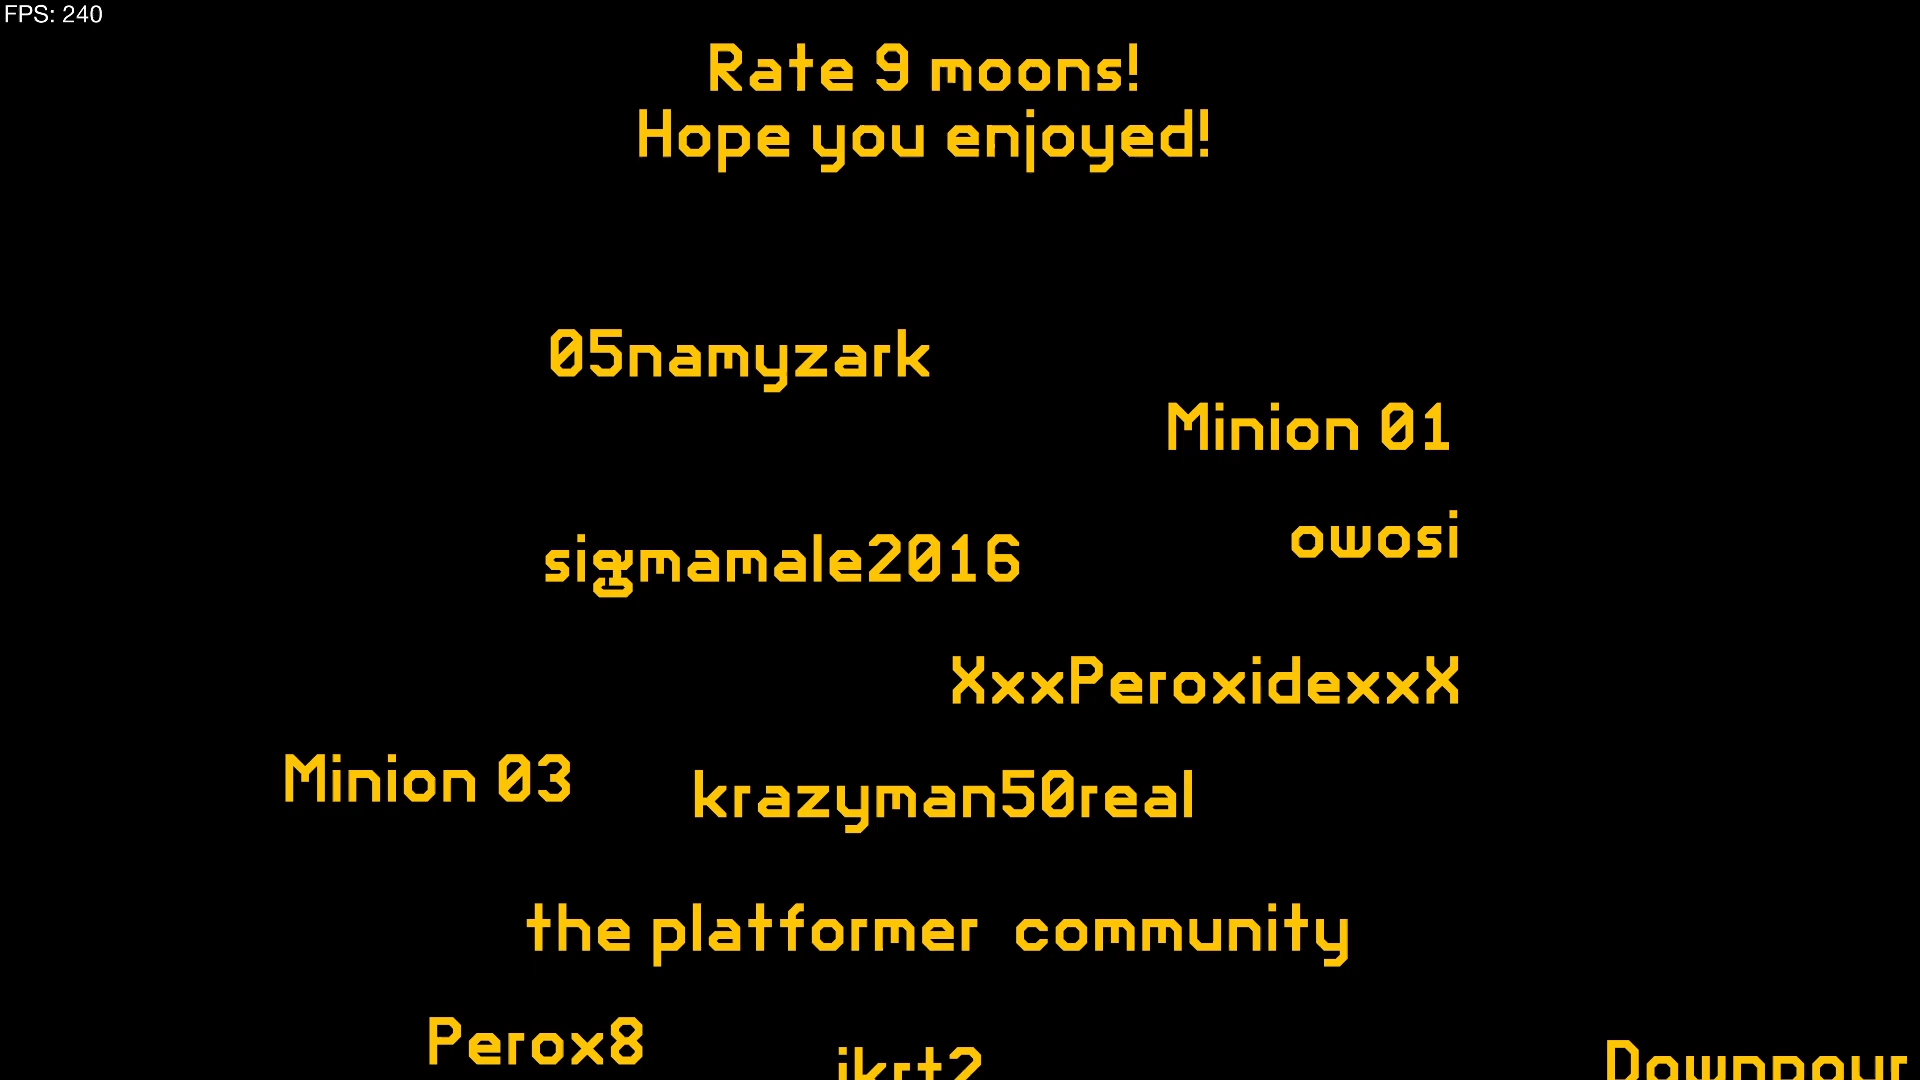 FPS: 240
Rate 9 moons!
Hope you enjoyed!
05namyzark
Minion 01
owosi
sigmamale2016
XxxPeroxidexxX
Minion 03
krazyman50real
the platformer  community
Perox8
Downpour